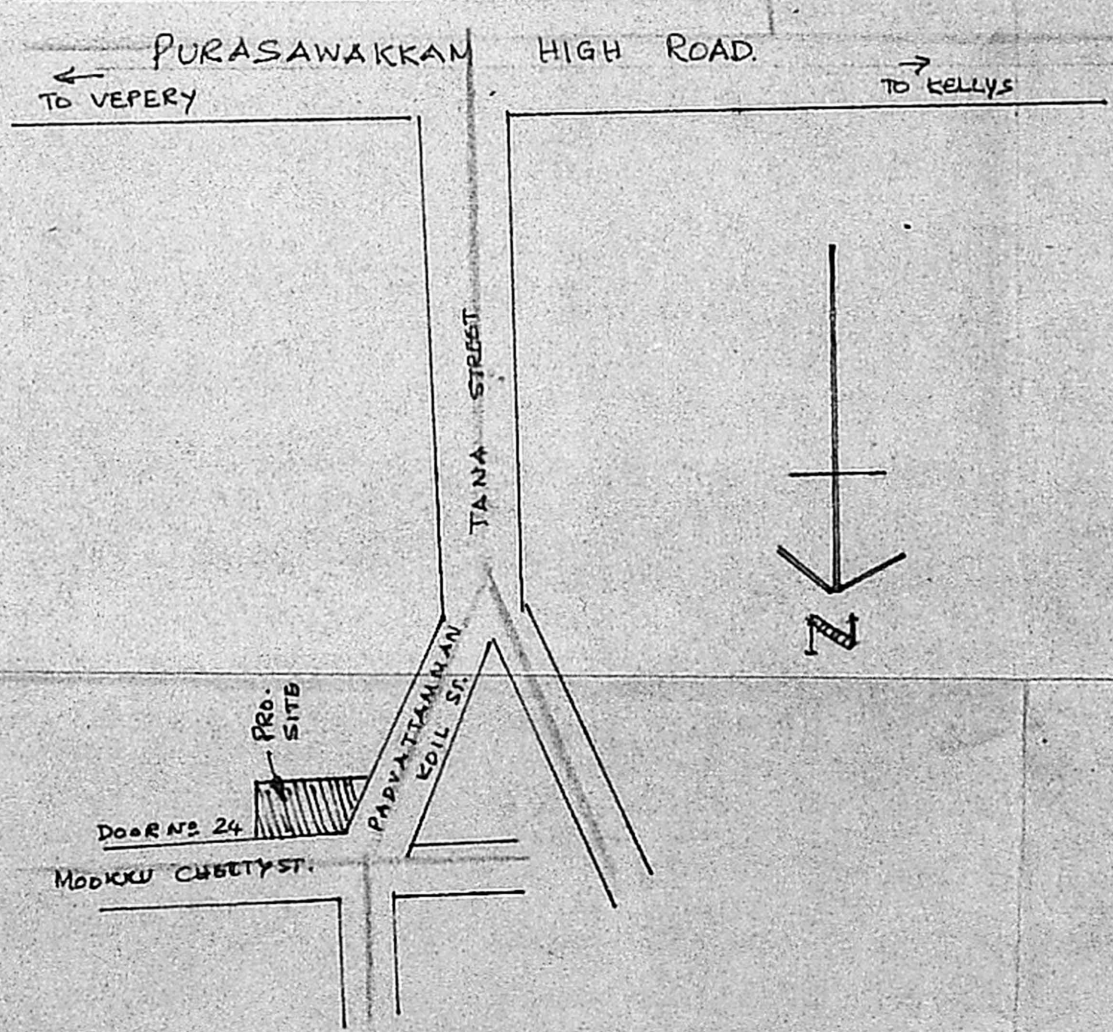 PURASAWAKKAM HIGH ROAD.
← TO VEPERY
→ TO KELLYS
TANA STREET
N
PADVATTAMMAN
KOIL ST.
PRO.
SITE
DOOR No 24
MOOKKU CHETTY ST.